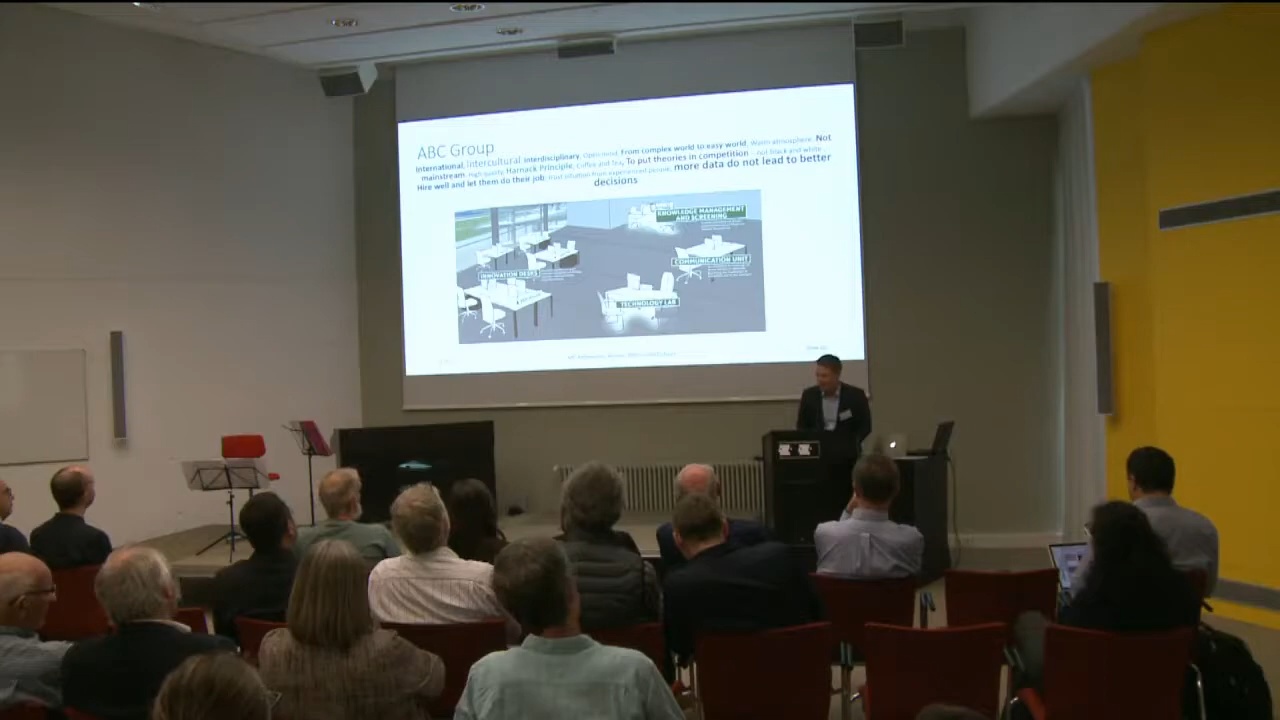 ABC Group
International, Intercultural, interdisciplinary, Open mind, From complex world to easy world, Warm atmosphere, Not
mainstream, High quality, Harnack Principle, Coffee and Tea, To put theories in competition – not black and white
Hire well and let them do their job, from experienced people, more data do not lead to better
decisions
KNOWLEDGE MANAGEMENT
AND SCREENING
COMMUNICATION UNIT
INNOVATION DESKS
TECHNOLOGY LAB